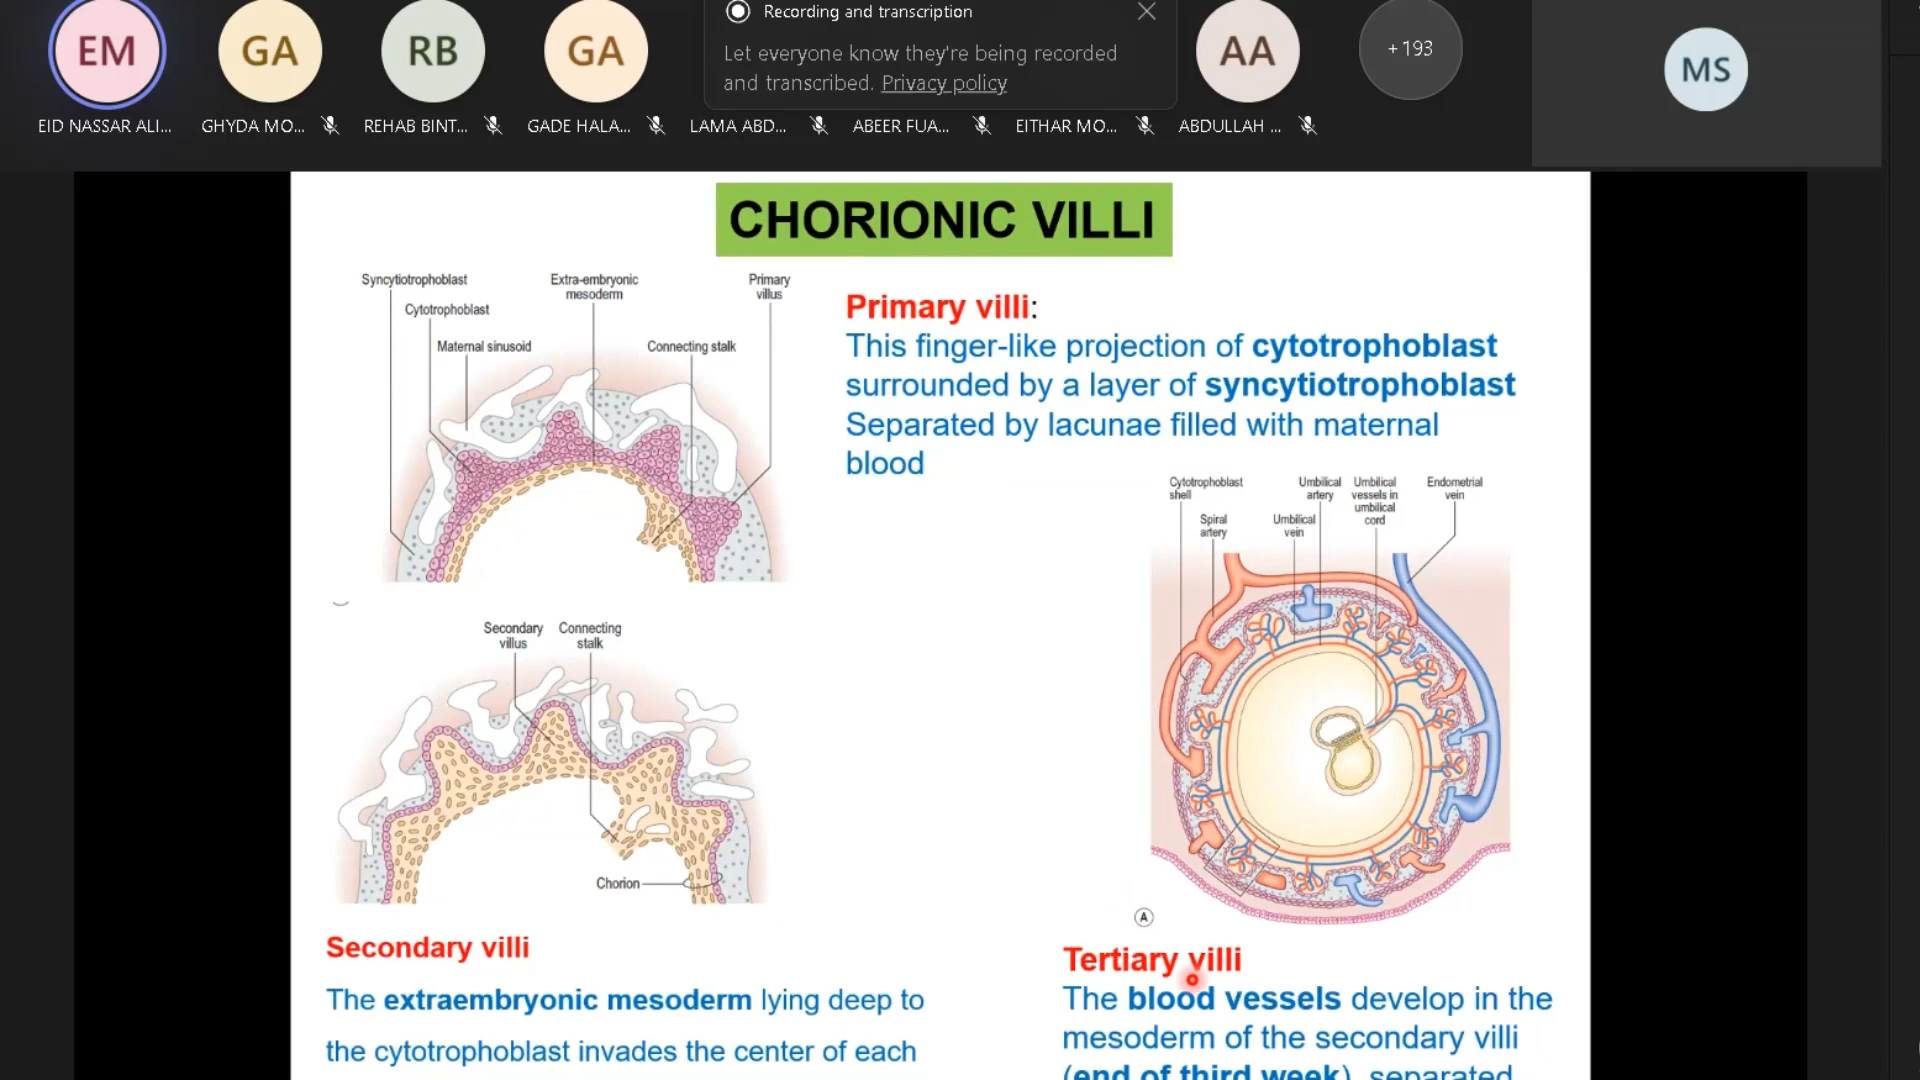 EM
GA
RB
GA
Recording and transcription
Let everyone know they're being recorded
and transcribed. Privacy policy
AA
+193
MS
EID NASSAR ALI...
GHYDA MO...
REHAB BINT...
GADE HALA...
LAMA ABD...
ABEER FUA...
EITHAR MO...
ABDULLAH ...
CHORIONIC VILLI
Syncytiotrophoblast
Cytotrophoblast
Maternal sinusoid
Extra-embryonic
mesoderm
Connecting stalk
Primary
villus
Primary villi:
This finger-like projection of cytotrophoblast
surrounded by a layer of syncytiotrophoblast
Separated by lacunae filled with maternal
blood
Cytotrophoblast
shell
Spiral
artery
Umbilical
artery
Umbilical
vein
Umbilical
vessels in
umbilical
cord
Endometrial
vein
A
Secondary
villus
Connecting
stalk
Chorion
Secondary villi
The extraembryonic mesoderm lying deep to
the cytotrophoblast invades the center of each
Tertiary villi
The blood vessels develop in the
mesoderm of the secondary villi
(end of third week), separated